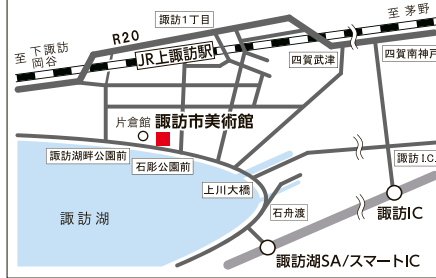 諏訪1丁目
至 茅野
R20
JR上諏訪駅
至 下諏訪
岡谷
四賀武津
四賀南神戸
片倉館
諏訪市美術館
諏訪湖畔公園前
石彫公園前
諏訪I.C.
上川大橋
諏訪湖
石舟渡
諏訪IC
諏訪湖SA/スマートIC